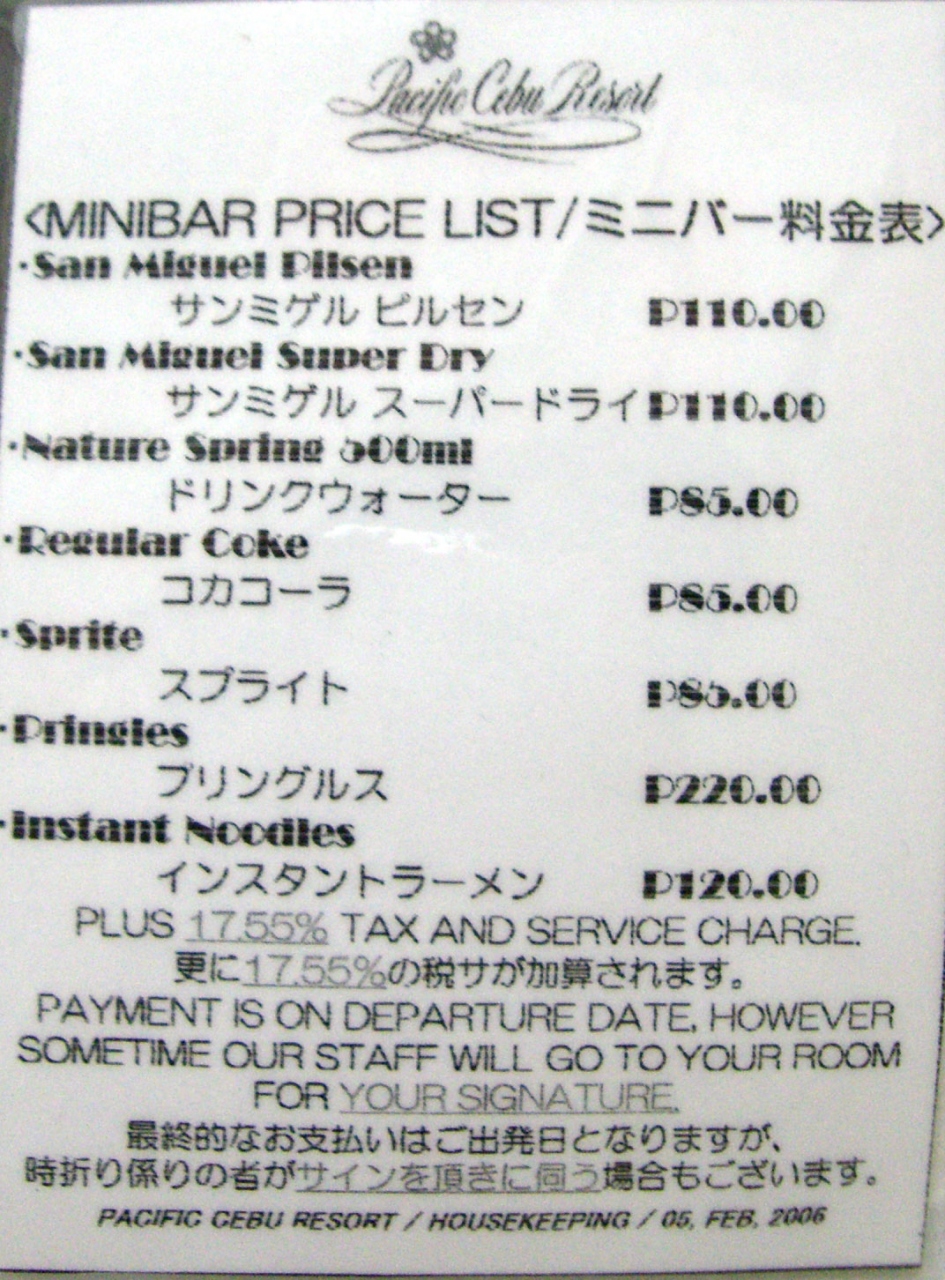 Pacific Cebu Resort
<MINIBAR PRICE LIST/ミニバー料金表>
·San Miguel Pilsen
サンミゲル ピルセン P110.00
·San Miguel Super Dry
サンミゲル スーパードライ P110.00
·Nature Spring 500ml
ドリンクウォーター P85.00
·Regular Coke
コカコーラ P85.00
·Sprite
スプライト P85.00
·Pringles
プリングルス P220.00
·Instant Noodles
インスタントラーメン P120.00
PLUS 17.55% TAX AND SERVICE CHARGE.
更に17.55%の税サが加算されます。
PAYMENT IS ON DEPARTURE DATE, HOWEVER
SOMETIME OUR STAFF WILL GO TO YOUR ROOM
FOR YOUR SIGNATURE.
最終的なお支払いはご出発日となりますが、
時折り係りの者がサインを頂きに伺う場合もございます。
PACIFIC CEBU RESORT / HOUSEKEEPING / 05, FEB, 2006